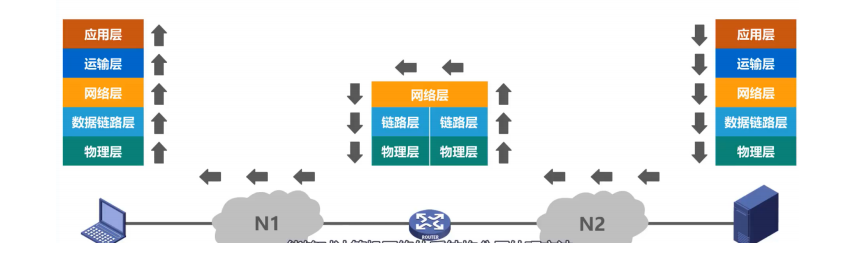 应用层
运输层
网络层
数据链路层
物理层
网络层
链路层 链路层
物理层 物理层
应用层
运输层
网络层
数据链路层
物理层
N1
ROUTER
N2